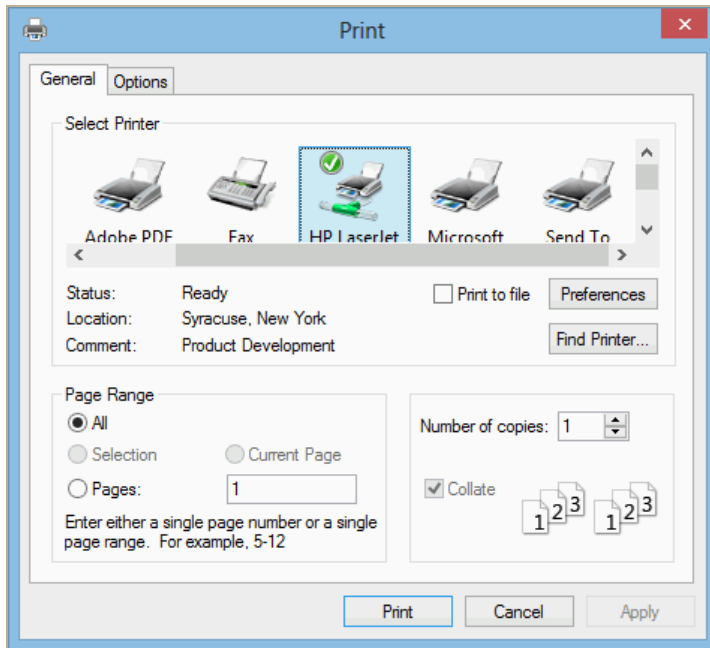 Print
General Options
Select Printer
Adobe PDF Fax HP LaserJet Microsoft Send To
Status: Ready
Print to file
Preferences
Location: Syracuse, New York
Comment: Product Development
Find Printer...
Page Range
All
Selection Current Page
Pages: 1
Enter either a single page number or a single
page range. For example, 5-12
Number of copies: 1
Collate
1 2 3 1 2 3
Print Cancel Apply